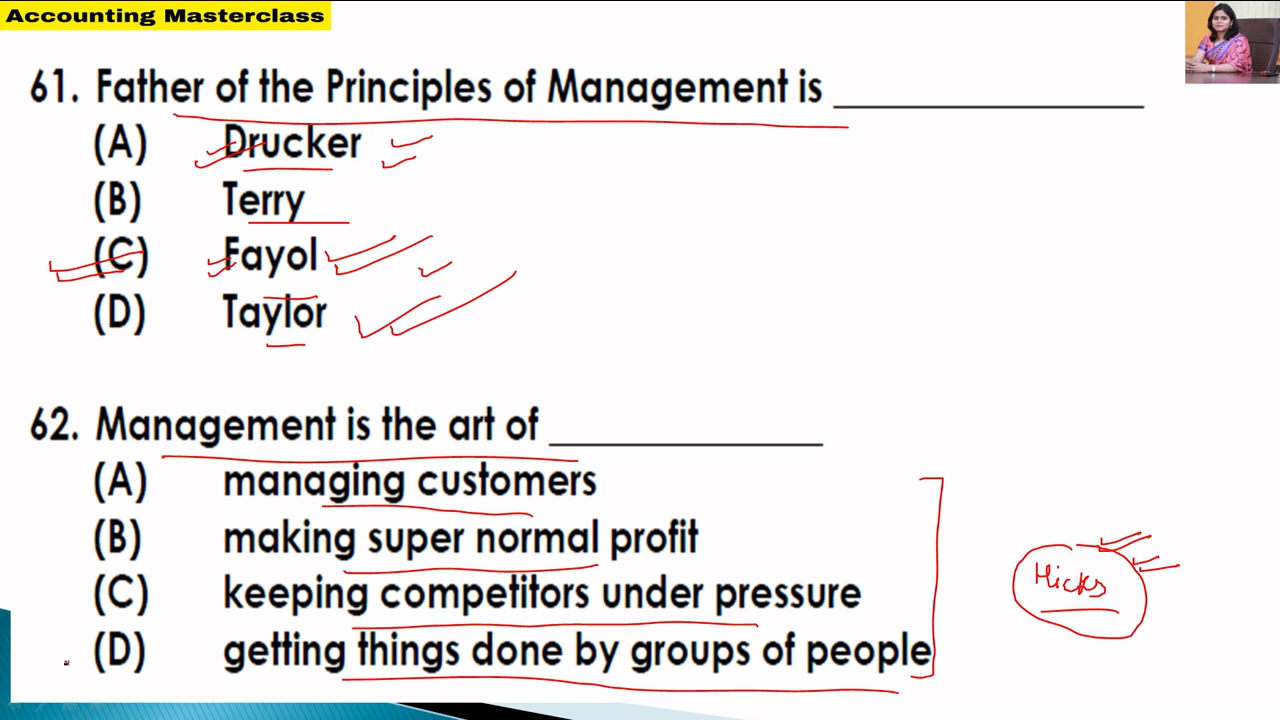 Accounting Masterclass
61. Father of the Principles of Management is ________________
(A) Drucker
(B) Terry
(C) Fayol
(D) Taylor
62. Management is the art of ______________
(A) managing customers
(B) making super normal profit
(C) keeping competitors under pressure
(D) getting things done by groups of people
Hicks